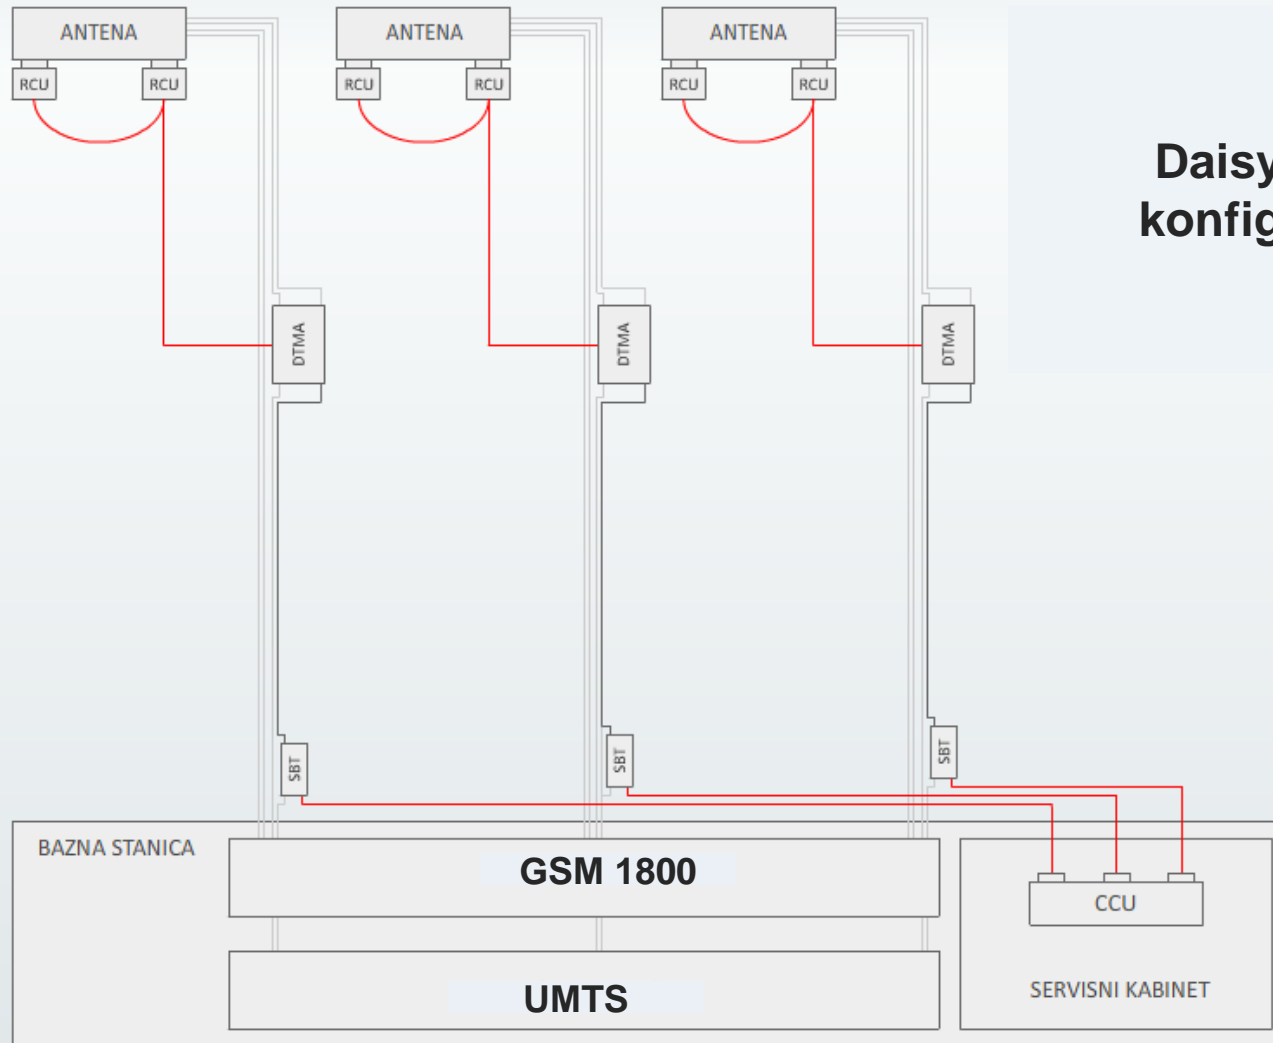 ANTENA
ANTENA
ANTENA
RCU
RCU
RCU
RCU
RCU
RCU
Daisy
konfig
DTMA
DTMA
DTMA
SBT
SBT
SBT
BAZNA STANICA
GSM 1800
CCU
UMTS
SERVISNI KABINET